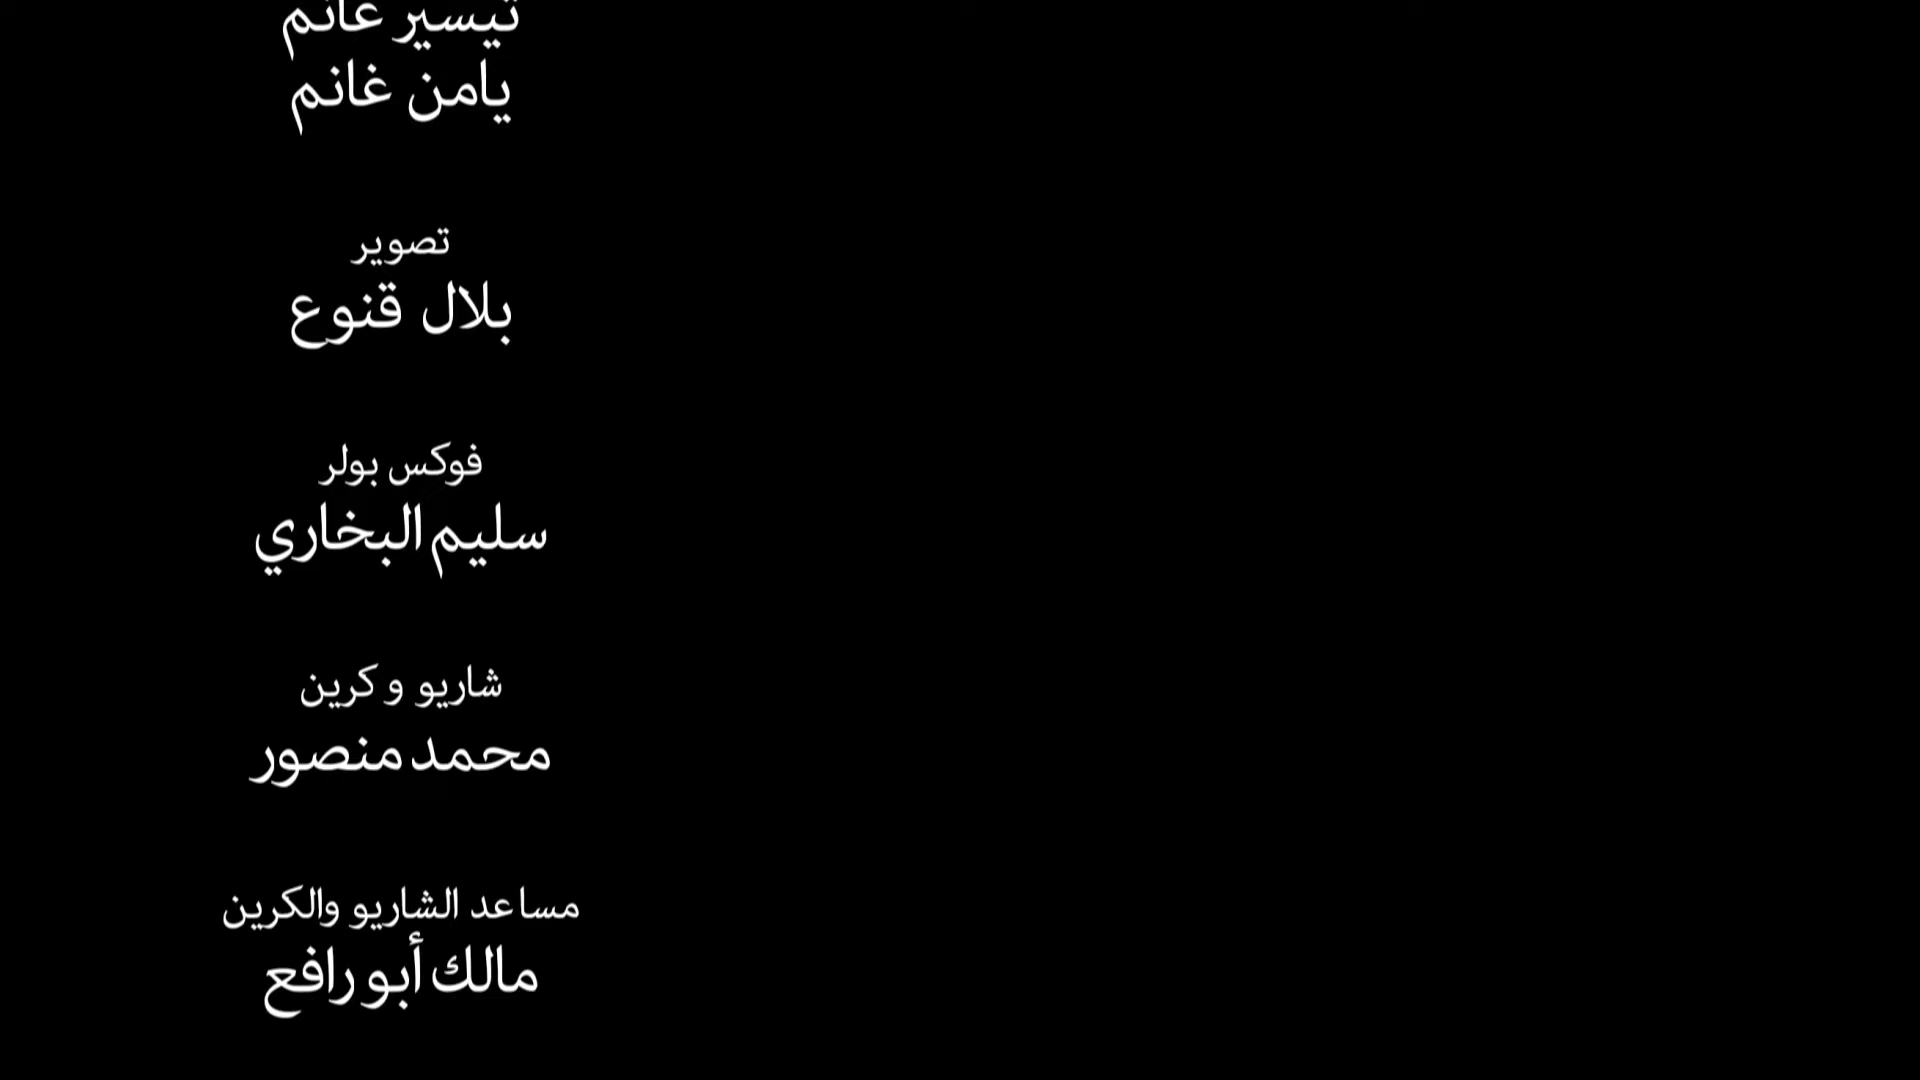 تيسير غانم
يامن غانم
تصوير
بلال قنوع
فوكس بولر
سليم البخاري
شاريو و كرين
محمد منصور
مساعد الشاريو والكرين
مالك أبو رافع